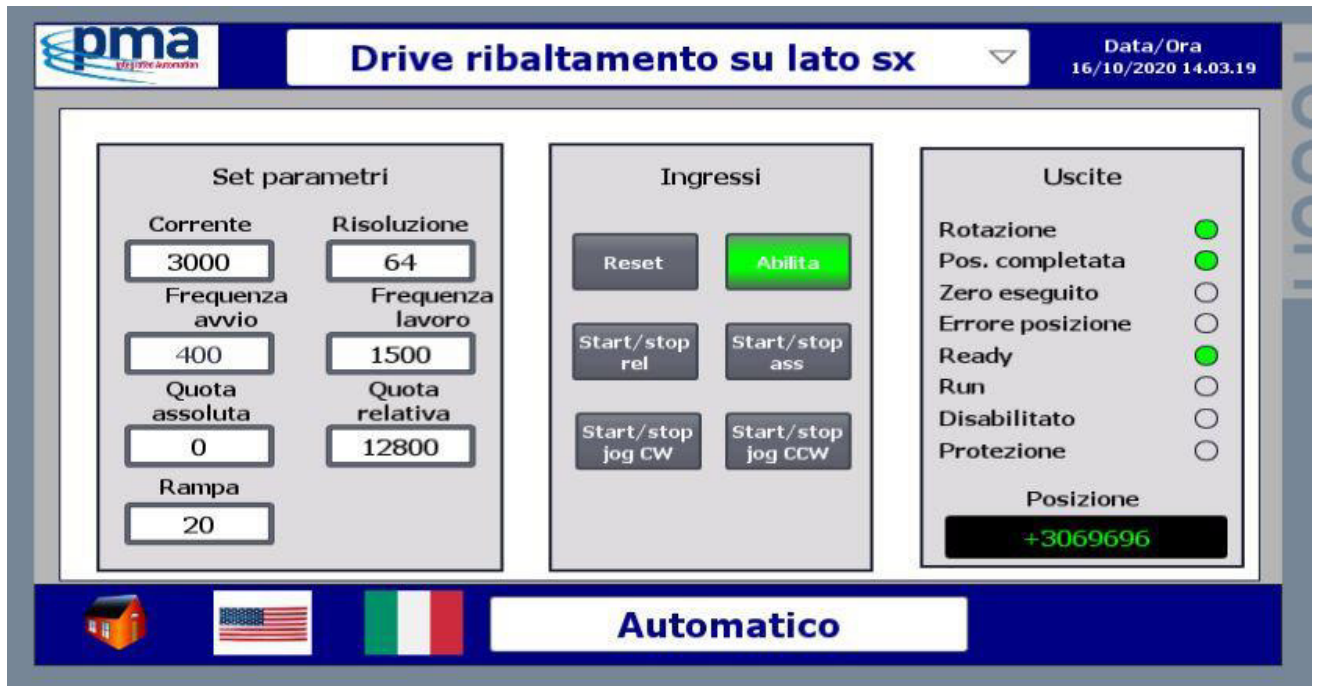 pma
Integrative Automation
Drive ribaltamento su lato sx
Data/Ora
16/10/2020 14.03.19
TOUCH
Set parametri
Corrente
Risoluzione
3000
64
Frequenza
avvio
Frequenza
lavoro
400
1500
Quota
assoluta
Quota
relativa
0
12800
Rampa
20
Ingressi
Reset
Abilita
Start/stop
rel
Start/stop
ass
Start/stop
jog CW
Start/stop
jog CCW
Uscite
Rotazione
Pos. completata
Zero eseguito
Errore posizione
Ready
Run
Disabilitato
Protezione
Posizione
+3069696
Automatico